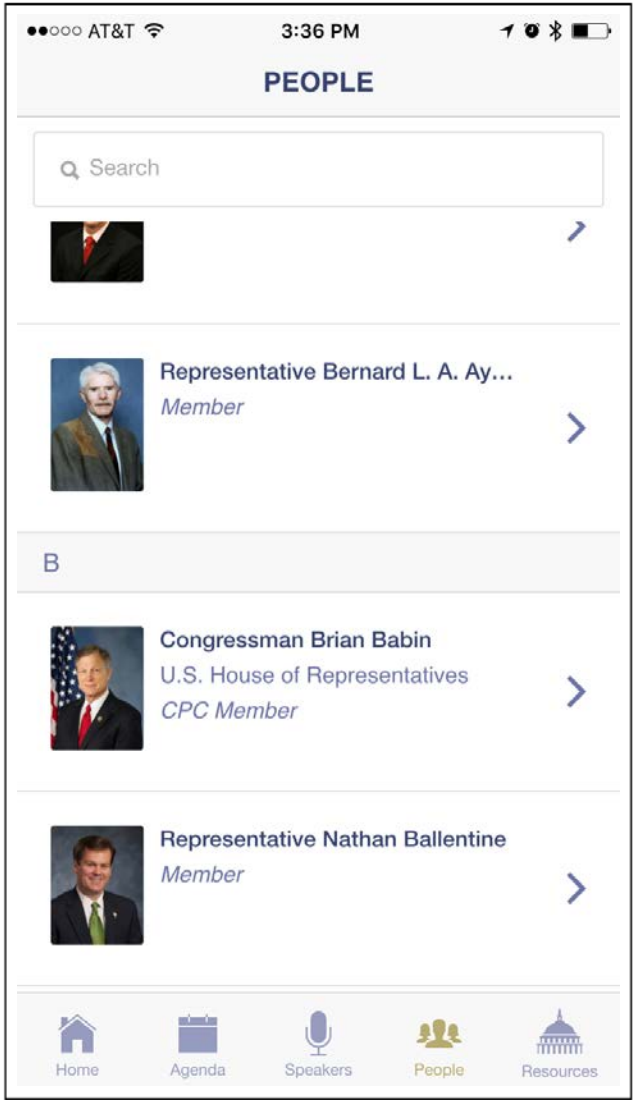 AT&T 3:36 PM
PEOPLE
Search
Representative Bernard L. A. Ay...
Member
B
Congressman Brian Babin
U.S. House of Representatives
CPC Member
Representative Nathan Ballentine
Member
Home Agenda Speakers People Resources